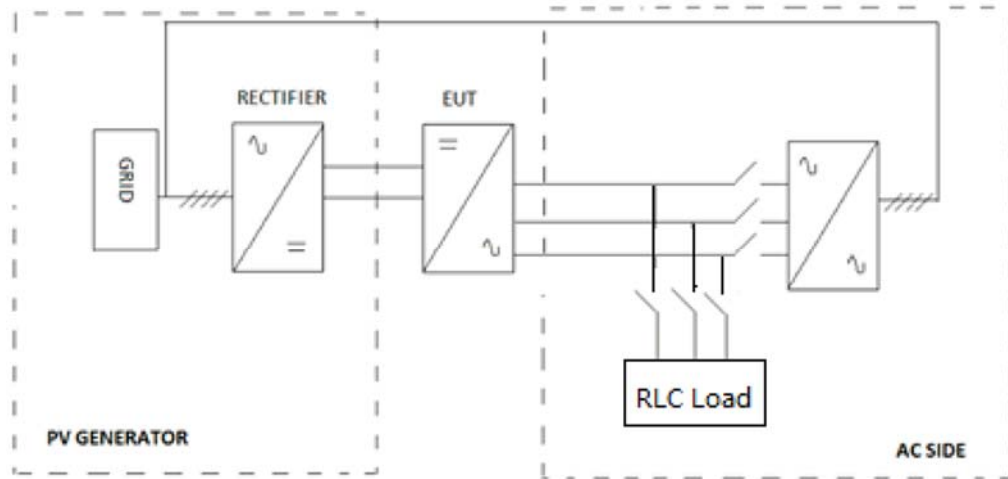 RECTIFIER
EUT
GRID
RLC Load
PV GENERATOR
AC SIDE